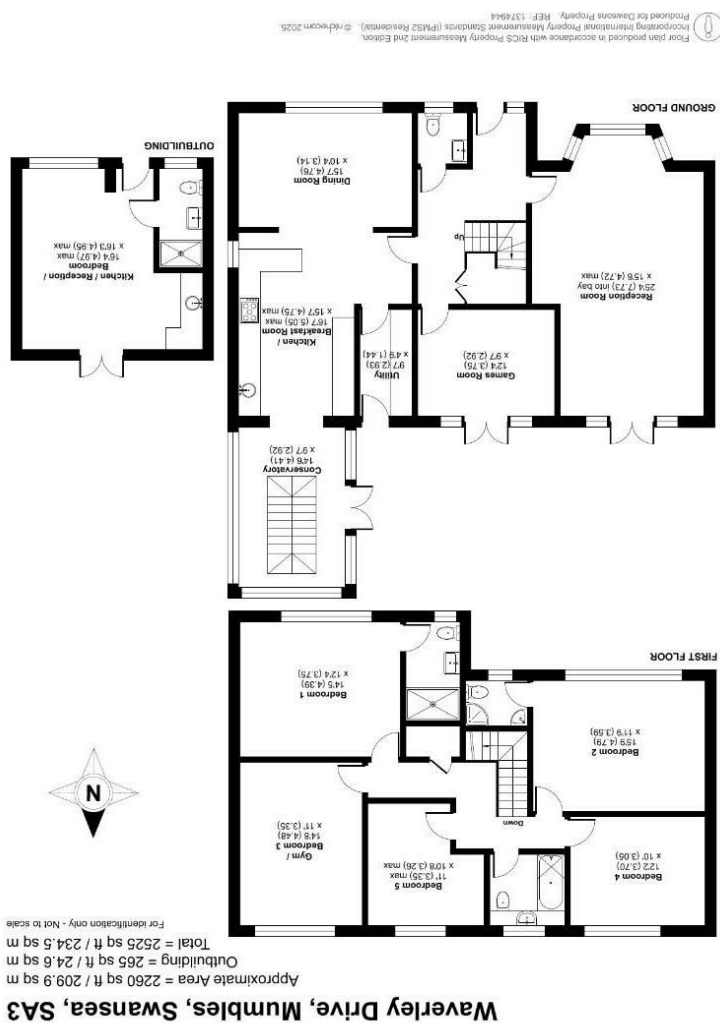 Waverley Drive, Mumbles, Swansea, SA3
Approximate Area = 2260 sq ft / 209.9 sq m
Outbuilding = 265 sq ft / 24.6 sq m
Total = 2525 sq ft / 234.5 sq m
For identification only - Not to scale
N
Bedroom 4
12'2 (3.70)
x 10' (3.05)
Bedroom 5
11' (3.35) max
x 10'8 (3.26) max
Gym /
Bedroom 3
14'8 (4.48)
x 11' (3.35)
Down
Bedroom 2
15'9 (4.79)
x 11'9 (3.59)
Bedroom 1
14'5 (4.39)
x 12'4 (3.75)
FIRST FLOOR
Conservatory
14'6 (4.41)
x 9'7 (2.92)
Reception Room
25'4 (7.73) into bay
x 15'6 (4.72) max
Games Room
12'4 (3.75)
x 9'7 (2.92)
Utility
9'7 (2.93)
x 4'9 (1.44)
Kitchen /
Breakfast Room
16'7 (5.05) max
x 15'7 (4.75) max
Up
Dining Room
15'7 (4.76)
x 10'4 (3.14)
GROUND FLOOR
Kitchen / Reception /
Bedroom
16'4 (4.97) max
x 16'3 (4.95) max
OUTBUILDING
Floor plan produced in accordance with RICS Property Measurement 2nd Edition,
Incorporating International Property Measurement Standards (IPMS2 Residential). © nichecom 2025.
Produced for Dawsons Property. REF: 1374944